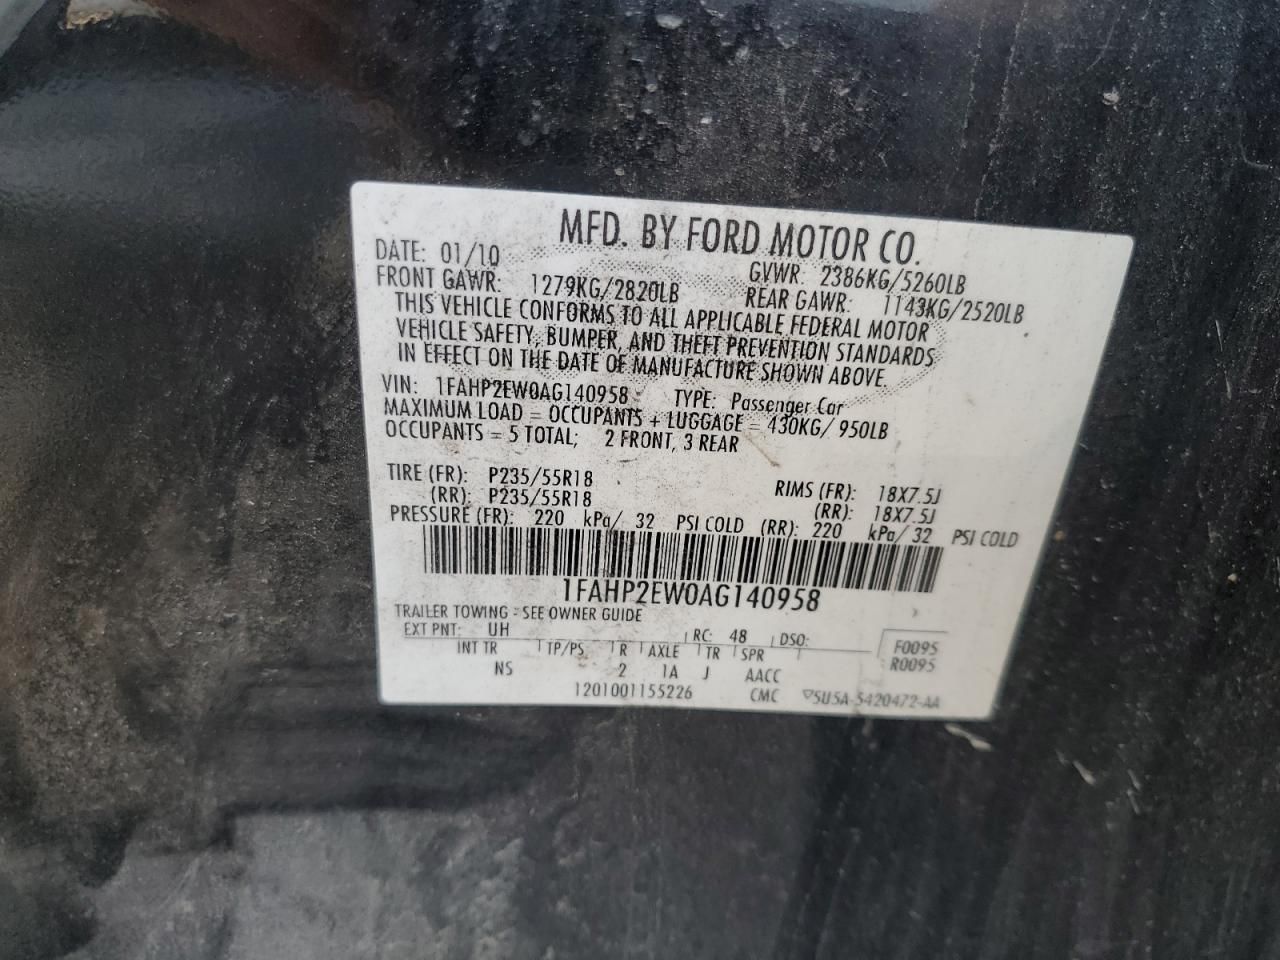 MFD. BY FORD MOTOR CO.
DATE: 01/10 GVWR: 2386KG/5260LB
FRONT GAWR: 1279KG/2820LB REAR GAWR: 1143KG/2520LB
THIS VEHICLE CONFORMS TO ALL APPLICABLE FEDERAL MOTOR
VEHICLE SAFETY, BUMPER, AND THEFT PREVENTION STANDARDS
IN EFFECT ON THE DATE OF MANUFACTURE SHOWN ABOVE.
VIN: 1FAHP2EW0AG140958 TYPE: Passenger Car
MAXIMUM LOAD = OCCUPANTS + LUGGAGE = 430KG/ 950LB
OCCUPANTS = 5 TOTAL; 2 FRONT, 3 REAR
TIRE (FR): P235/55R18 RIMS (FR): 18X7.5J
(RR): P235/55R18 (RR): 18X7.5J
PRESSURE (FR): 220 kPa/ 32 PSI COLD (RR): 220 kPa/ 32 PSI COLD
1FAHP2EW0AG140958
TRAILER TOWING - SEE OWNER GUIDE
EXT PNT: UH RC: 48 DSO: F0095
INT TR TP/PS R AXLE TR SPR R0095
NS 2 1A J AACC
1201001155226 CMC 5U5A-5420472-AA